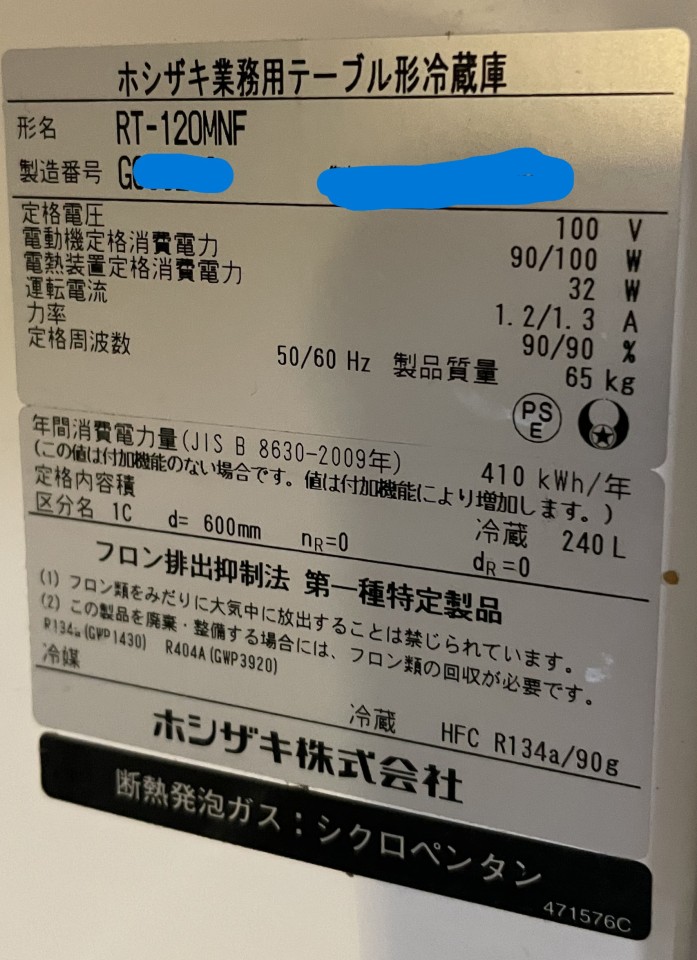 ホシザキ業務用テーブル形冷蔵庫
形名 RT-120MNF
製造番号
定格電圧 100 V
電動機定格消費電力 90/100 W
電熱装置定格消費電力 32 W
運転電流 1.2/1.3 A
力率 90/90 %
定格周波数 50/60 Hz 製品質量 65 kg
PS
E
年間消費電力量(JIS B 8630-2009年) 410 kWh/年
(この値は付加機能のない場合です。値は付加機能により増加します。)
定格内容積 冷蔵 240 L
区分名 1C d= 600mm nR=0 dR=0
フロン排出抑制法 第一種特定製品
(1) フロン類をみだりに大気中に放出することは禁じられています。
(2) この製品を廃棄・整備する場合には、フロン類の回収が必要です。
R134a(GWP1430) R404A(GWP3920)
冷媒 冷蔵 HFC R134a/90g
ホシザキ株式会社
断熱発泡ガス：シクロペンタン
471576C